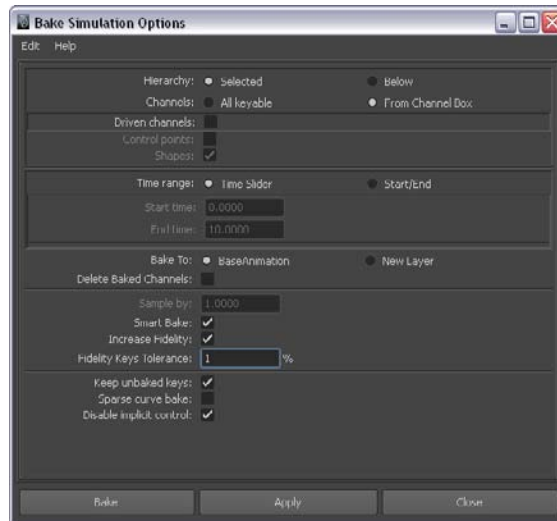 Bake Simulation Options
Edit Help
Hierarchy: Selected Below
Channels: All keyable From Channel Box
Driven channels:
Control points:
Shapes:
Time range: Time Slider Start/End
Start time: 0.0000
End time: 10.0000
Bake To: BaseAnimation New Layer
Delete Baked Channels:
Sample by: 1.0000
Smart Bake:
Increase Fidelity:
Fidelity Keys Tolerance: 1 %
Keep unbaked keys:
Sparse curve bake:
Disable implicit control:
Bake Apply Close